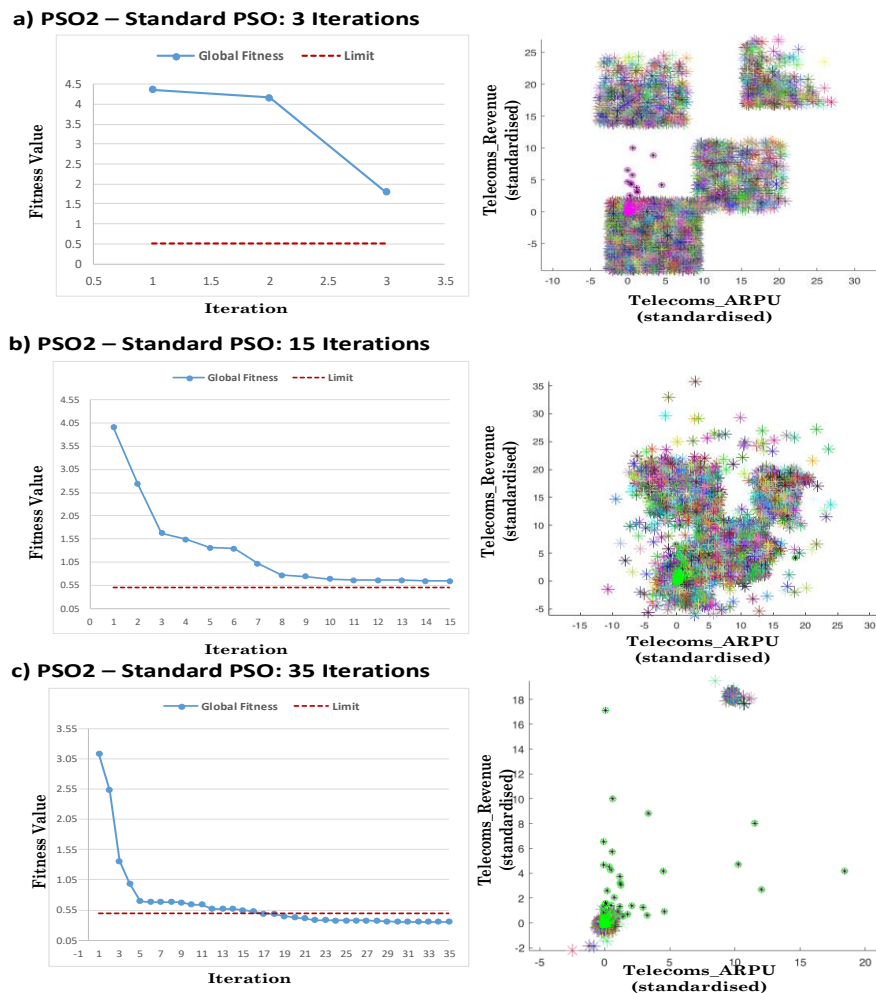 a) PSO2 – Standard PSO: 3 Iterations
Global Fitness Limit
Fitness Value
4.5
4
3.5
3
2.5
2
1.5
1
0.5
0
0.5 1 1.5 2 2.5 3 3.5
Iteration
Telecoms_Revenue
(standardised)
25
20
15
10
5
0
-5
-10 -5 0 5 10 15 20 25 30
Telecoms_ARPU
(standardised)
b) PSO2 – Standard PSO: 15 Iterations
Global Fitness Limit
Fitness Value
4.55
4.05
3.55
3.05
2.55
2.05
1.55
1.05
0.55
0.05
1 2 3 4 5 6 7 8 9 10 11 12 13 14 15
Iteration
Telecoms_Revenue
(standardised)
35
30
25
20
15
10
5
0
-5
-15 -10 -5 0 5 10 15 20 25 30
Telecoms_ARPU
(standardised)
c) PSO2 – Standard PSO: 35 Iterations
Global Fitness Limit
Fitness Value
3.55
3.05
2.55
2.05
1.55
1.05
0.55
0.05
-1 1 3 5 7 9 11 13 15 17 19 21 23 25 27 29 31 33 35
Iteration
Telecoms_Revenue
(standardised)
18
16
14
12
10
8
6
4
2
0
-2
-5 0 5 10 15 20
Telecoms_ARPU
(standardised)